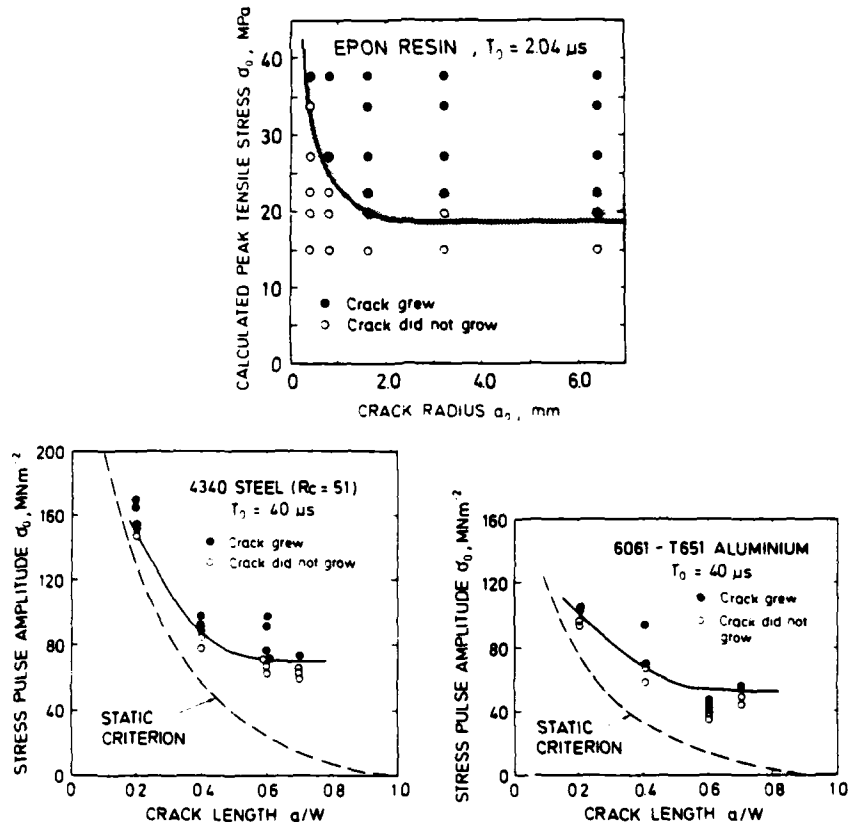 EPON RESIN , T₀ = 2.04 μs
CALCULATED PEAK TENSILE STRESS σ₀, MPa
40
30
20
10
0
● Crack grew
○ Crack did not grow
0 2.0 4.0 6.0
CRACK RADIUS a₀, mm
STRESS PULSE AMPLITUDE σ₀, MNm⁻²
200
160
120
80
40
0
4340 STEEL (Rc = 51)
T₀ = 40 μs
● Crack grew
○ Crack did not grow
STATIC
CRITERION
0 0.2 0.4 0.6 0.8 1.0
CRACK LENGTH a/W
STRESS PULSE AMPLITUDE σ₀, MNm⁻²
160
120
80
40
0
6061 - T651 ALUMINIUM
T₀ = 40 μs
● Crack grew
○ Crack did not
grow
STATIC
CRITERION
0 0.2 0.4 0.6 0.8 1.0
CRACK LENGTH a/W